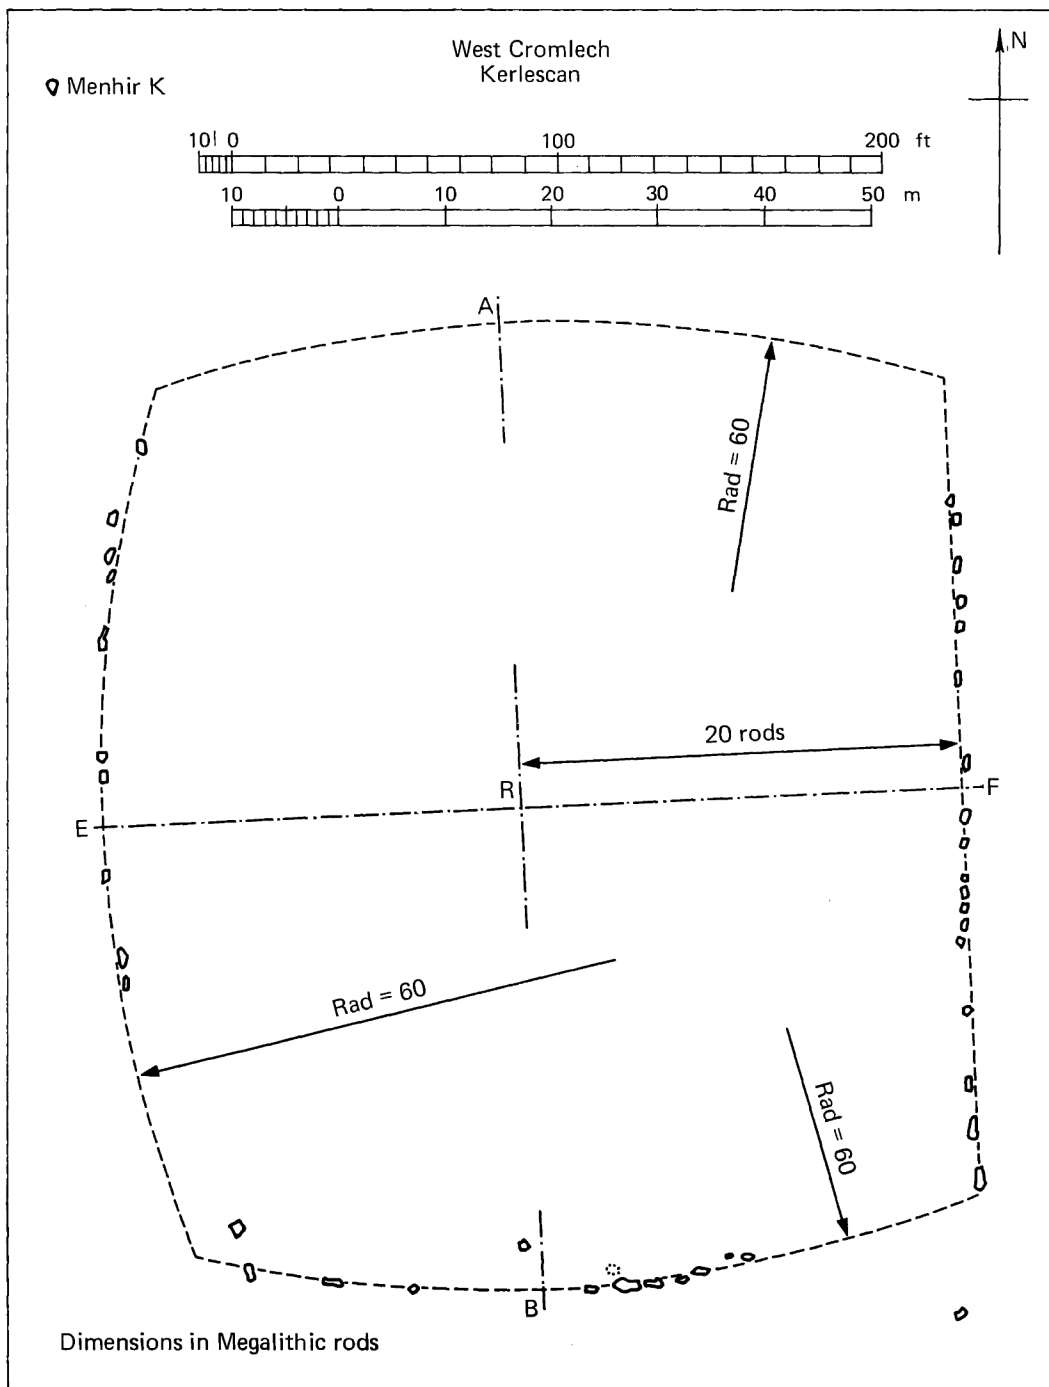 West Cromlech
Kerlescan
N
Menhir K
10 0 100 200 ft
10 0 10 20 30 40 50 m
A
Rad = 60
20 rods
R
F
E
Rad = 60
Rad = 60
B
Dimensions in Megalithic rods